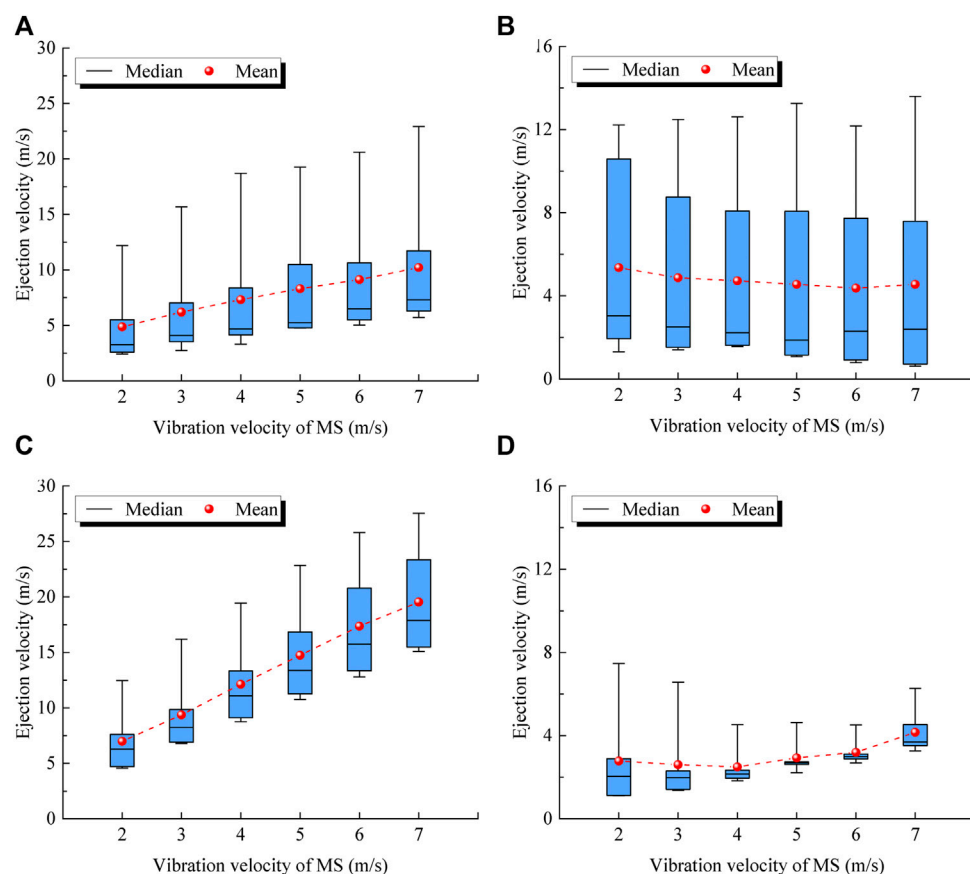 A
30
25
20
15
10
5
0
Ejection velocity (m/s)
Median Mean
2 3 4 5 6 7
Vibration velocity of MS (m/s)
B
16
12
8
4
0
Ejection velocity (m/s)
Median Mean
2 3 4 5 6 7
Vibration velocity of MS (m/s)
C
30
25
20
15
10
5
0
Ejection velocity (m/s)
Median Mean
2 3 4 5 6 7
Vibration velocity of MS (m/s)
D
16
12
8
4
0
Ejection velocity (m/s)
Median Mean
2 3 4 5 6 7
Vibration velocity of MS (m/s)